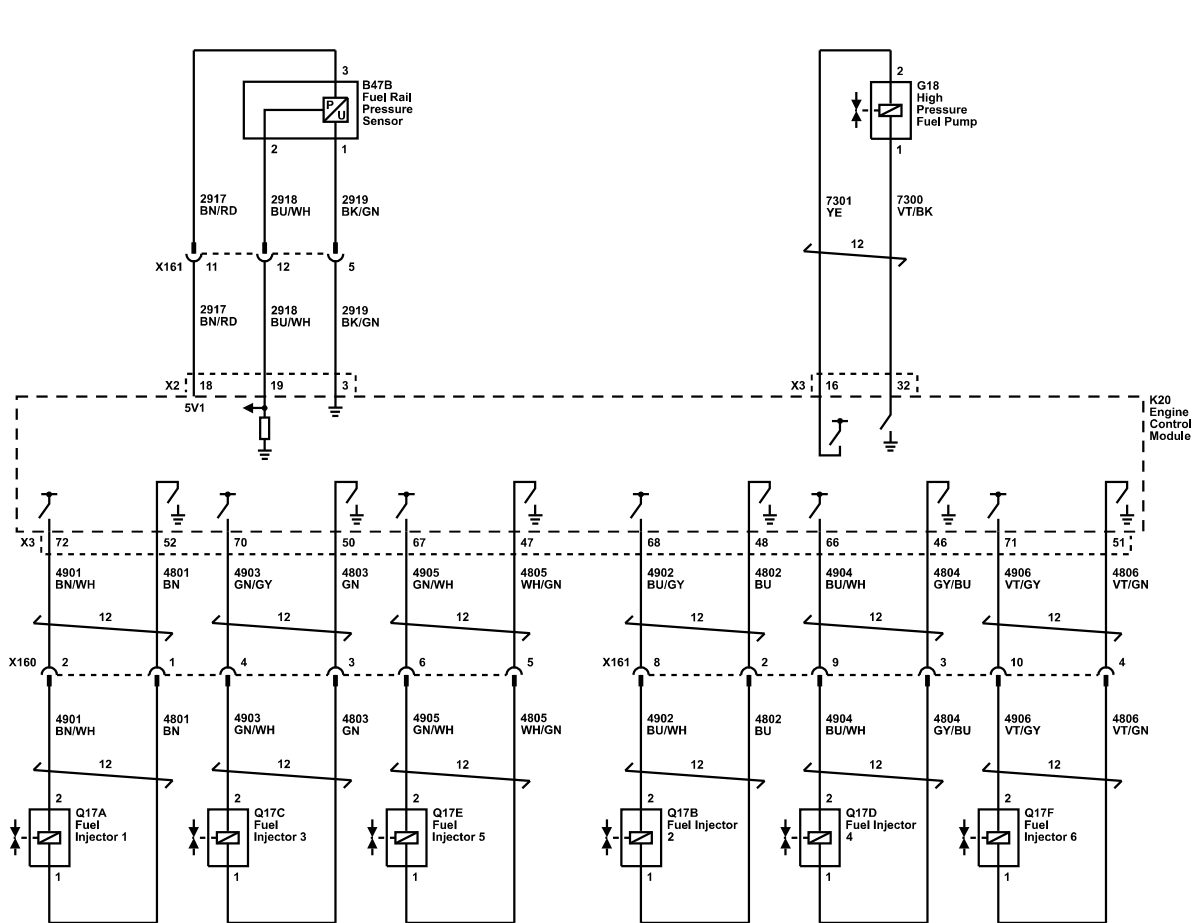 3
B47B
Fuel Rail
Pressure
Sensor
P
U
2 1
2
G18
High
Pressure
Fuel Pump
1
2917
BN/RD
2918
BU/WH
2919
BK/GN
7301
YE
7300
VT/BK
12
X161 11 12 5
2917
BN/RD
2918
BU/WH
2919
BK/GN
X2 18 19 3
X3 16 32
5V1
K20
Engine
Control
Module
X3 72 52 70 50 67 47 68 48 66 46 71 51
4901
BN/WH
4801
BN
4903
GN/GY
4803
GN
4905
GN/WH
4805
WH/GN
4902
BU/GY
4802
BU
4904
BU/WH
4804
GY/BU
4906
VT/GY
4806
VT/GN
12 12 12 12 12 12
X160 2 1 4 3 6 5 X161 8 2 9 3 10 4
4901
BN/WH
4801
BN
4903
GN/WH
4803
GN
4905
GN/WH
4805
WH/GN
4902
BU/WH
4802
BU
4904
BU/WH
4804
GY/BU
4906
VT/GY
4806
VT/GN
12 12 12 12 12 12
2 2 2 2 2 2
Q17A
Fuel
Injector 1
Q17C
Fuel
Injector 3
Q17E
Fuel
Injector 5
Q17B
Fuel Injector
2
Q17D
Fuel Injector
4
Q17F
Fuel
Injector 6
1 1 1 1 1 1